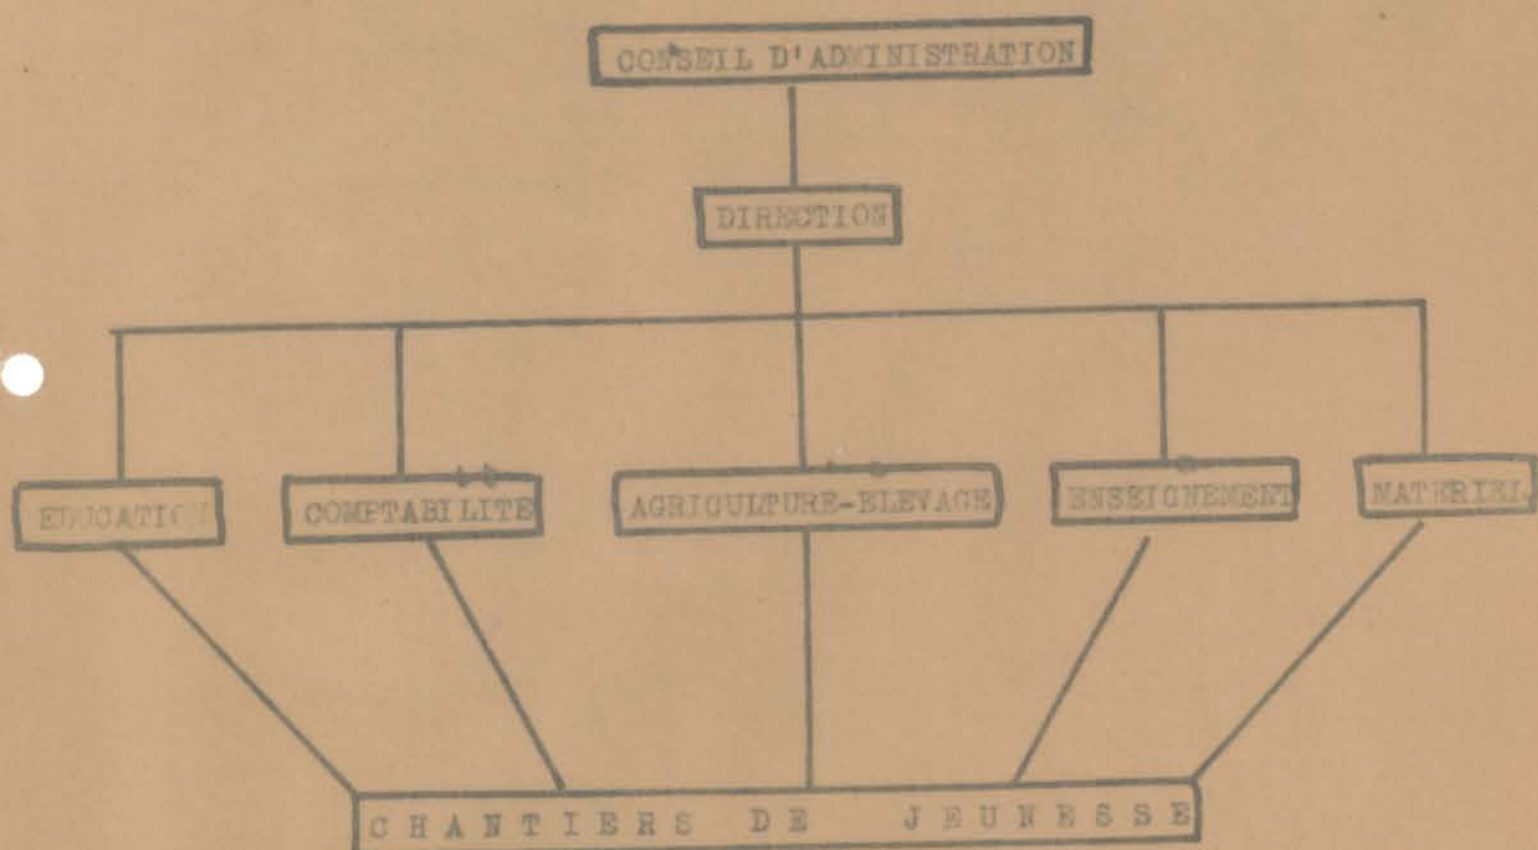 CONSEIL D'ADMINISTRATION
DIRECTION
EDUCATION
COMPTABILITE
AGRICULTURE-ELEVAGE
ENSEIGNEMENT
MATERIEL
CHANTIERS DE JEUNESSE